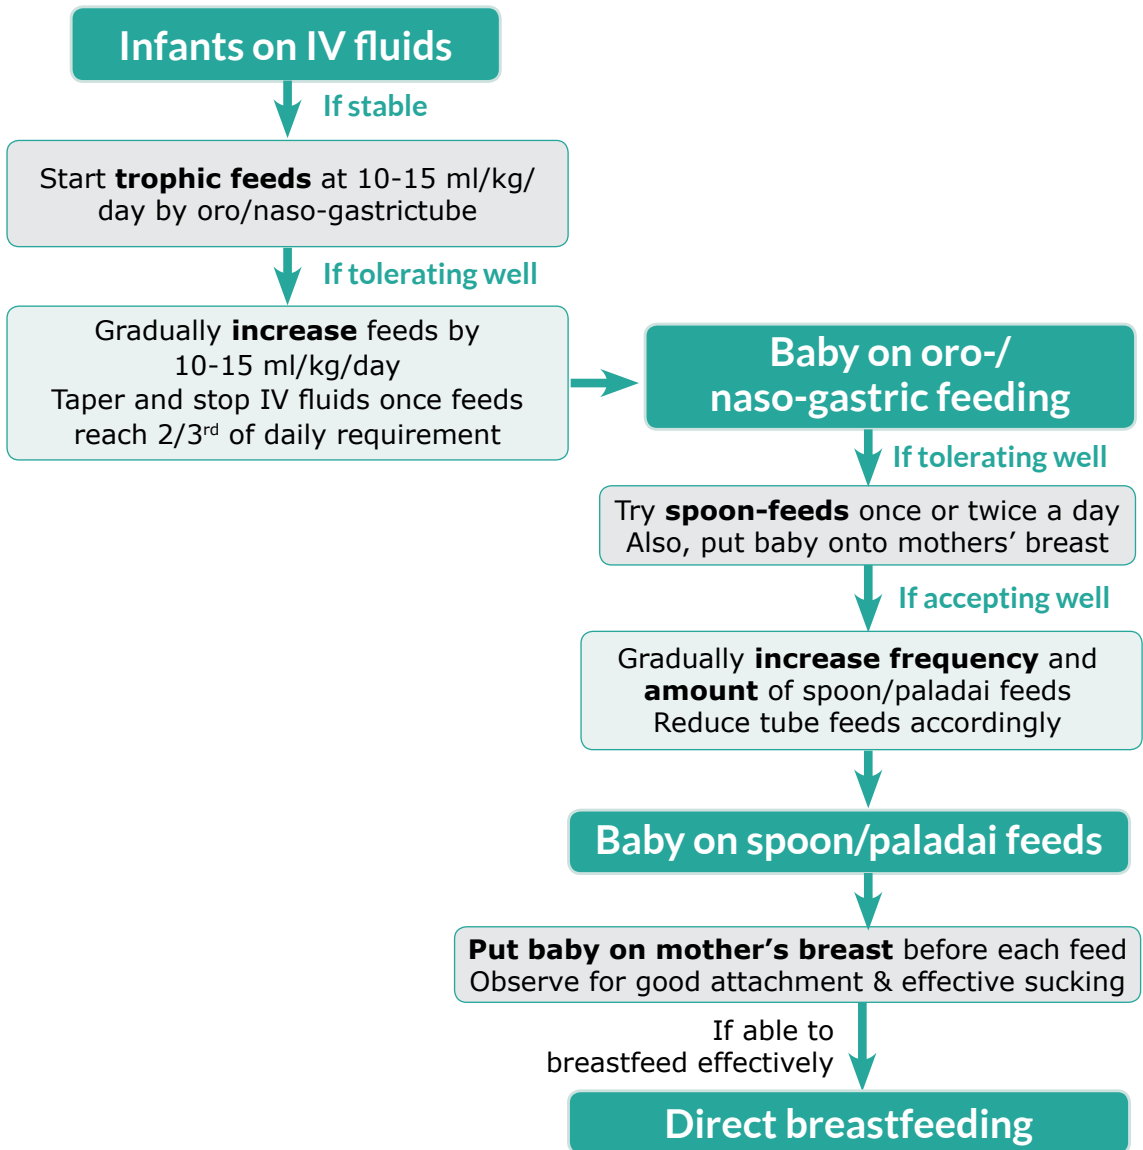 Infants on IV fluids
If stable
Start trophic feeds at 10-15 ml/kg/
day by oro/naso-gastrictube
If tolerating well
Gradually increase feeds by
10-15 ml/kg/day
Taper and stop IV fluids once feeds
reach 2/3rd of daily requirement
Baby on oro-/
naso-gastric feeding
If tolerating well
Try spoon-feeds once or twice a day
Also, put baby onto mothers’ breast
If accepting well
Gradually increase frequency and
amount of spoon/paladai feeds
Reduce tube feeds accordingly
Baby on spoon/paladai feeds
Put baby on mother’s breast before each feed
Observe for good attachment & effective sucking
If able to
breastfeed effectively
Direct breastfeeding